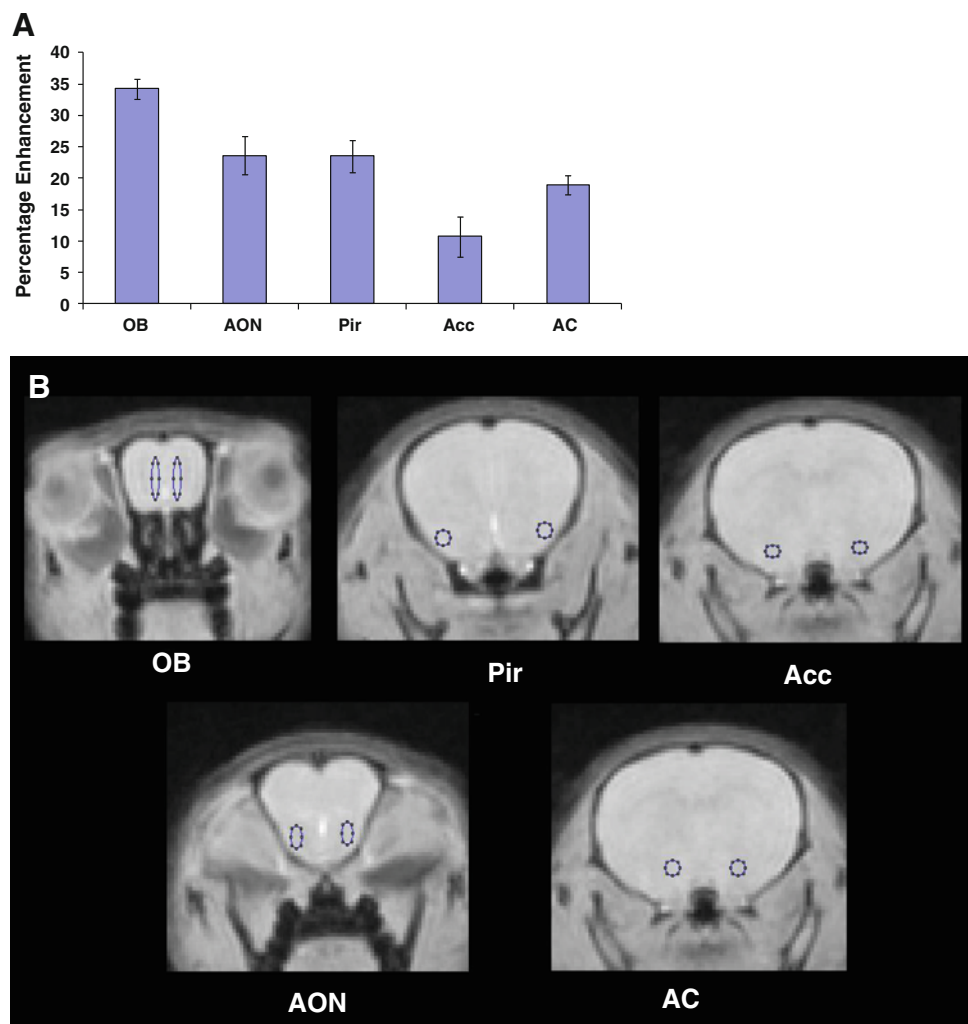 A
Percentage Enhancement
40
35
30
25
20
15
10
5
0
OB AON Pir Acc AC
B
OB
Pir
Acc
AON
AC